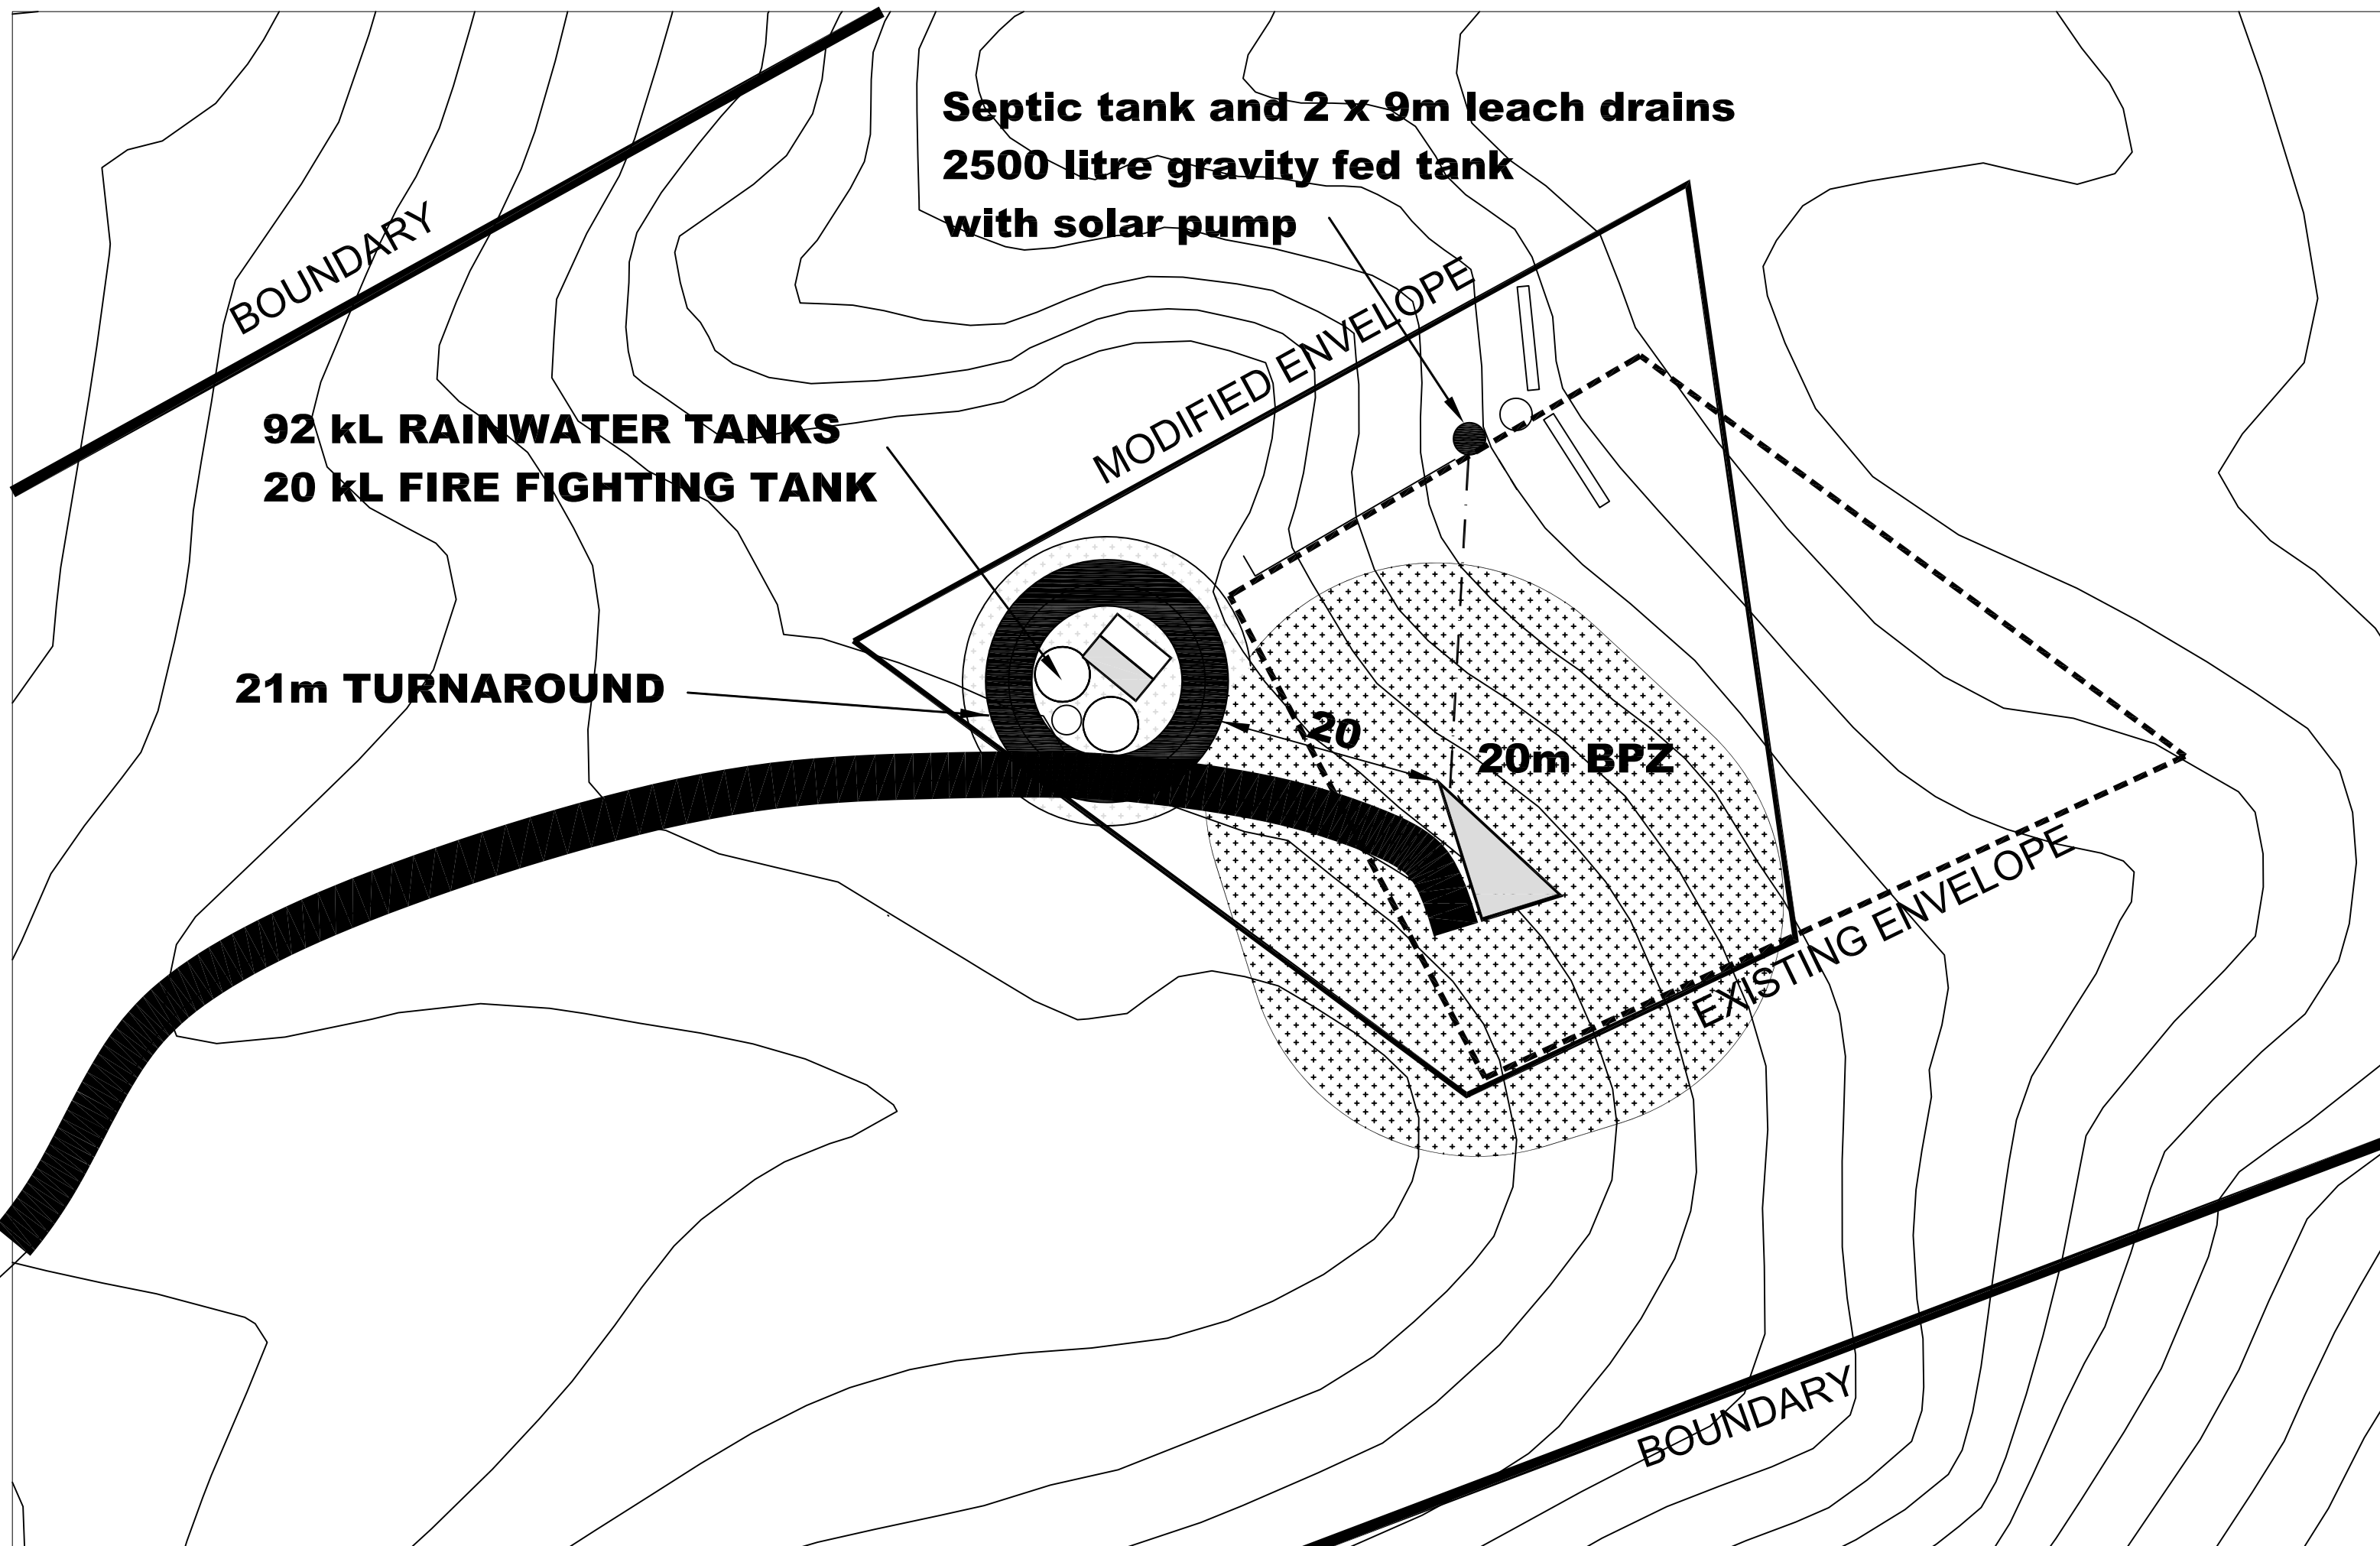 Septic tank and 2 x 9m leach drains
2500 litre gravity fed tank
with solar pump
BOUNDARY
MODIFIED ENVELOPE
92 kL RAINWATER TANKS
20 kL FIRE FIGHTING TANK
21m TURNAROUND
20
20m BPZ
EXISTING ENVELOPE
BOUNDARY